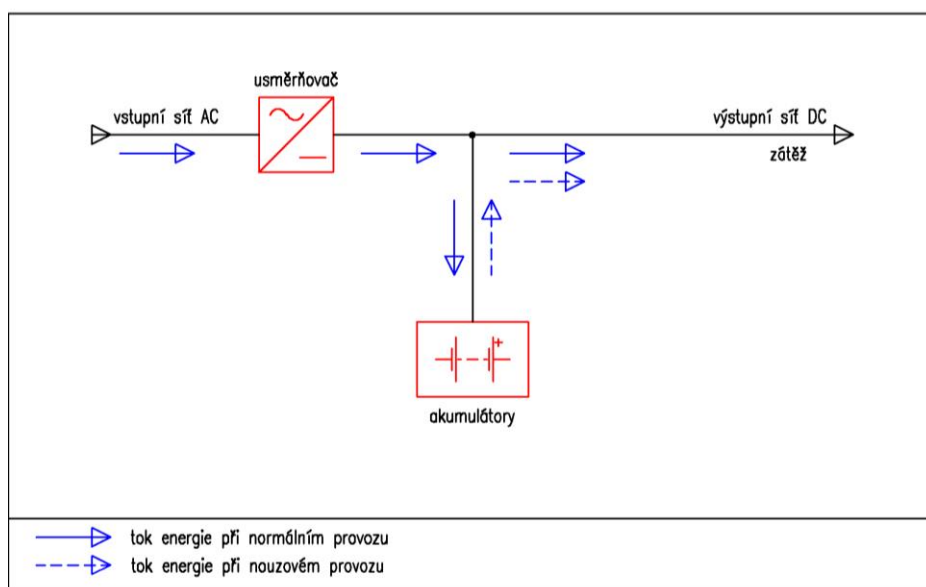 usměrňovač
vstupní síť AC
výstupní síť DC
zátěž
akumulátory
tok energie při normálním provozu
tok energie při nouzovém provozu